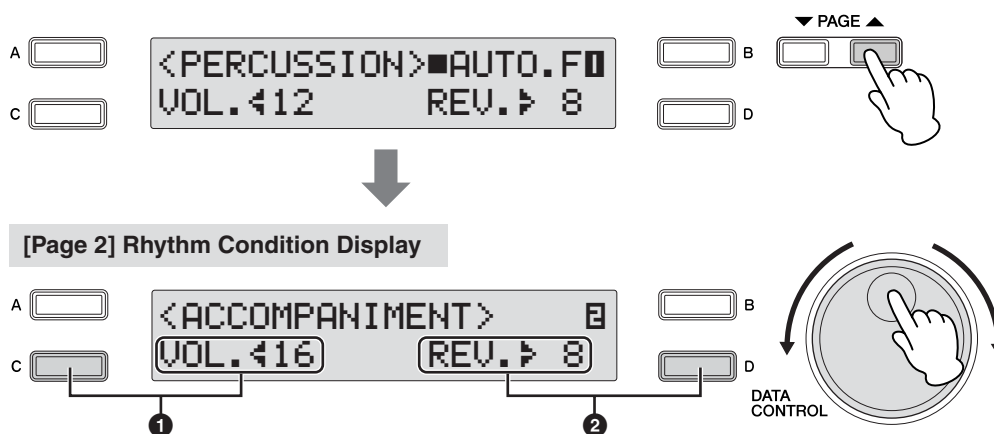 ▼ PAGE ▲
A
<PERCUSSION>■AUTO.F1
B
C
VOL.◀12 REV.▶ 8
D
[Page 2] Rhythm Condition Display
A
<ACCOMPANIMENT> 2
B
C
VOL.◀16 REV.▶ 8
D
DATA
CONTROL
1 2